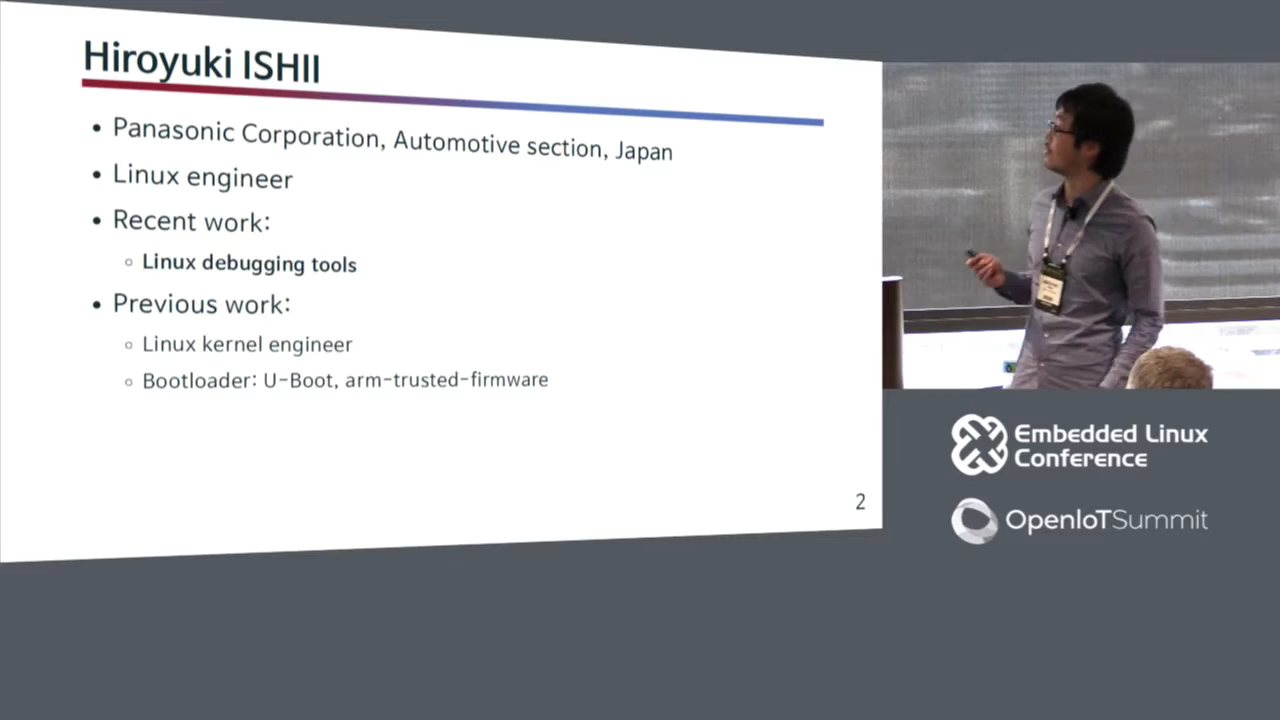 Hiroyuki ISHII
• Panasonic Corporation, Automotive section, Japan
• Linux engineer
• Recent work:
○ Linux debugging tools
• Previous work:
○ Linux kernel engineer
○ Bootloader: U-Boot, arm-trusted-firmware
2
Embedded Linux
Conference
OpenIoTSummit